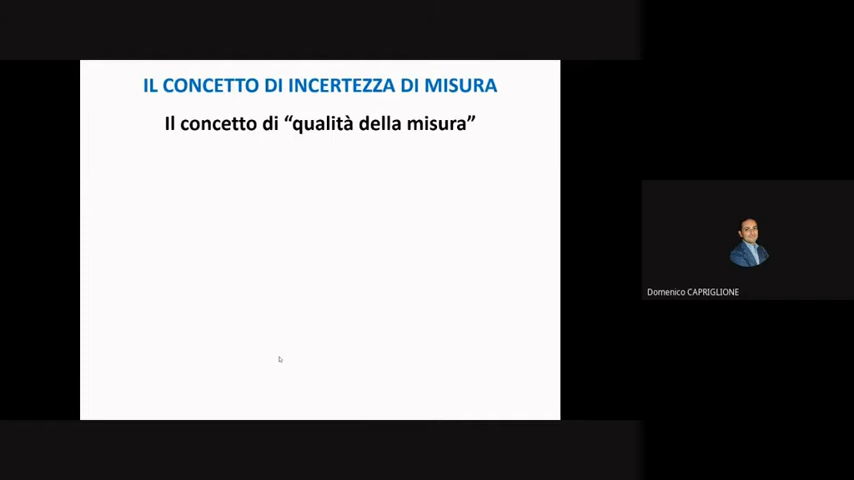 IL CONCETTO DI INCERTEZZA DI MISURA
Il concetto di “qualità della misura”
Domenico CAPRIGLIONE